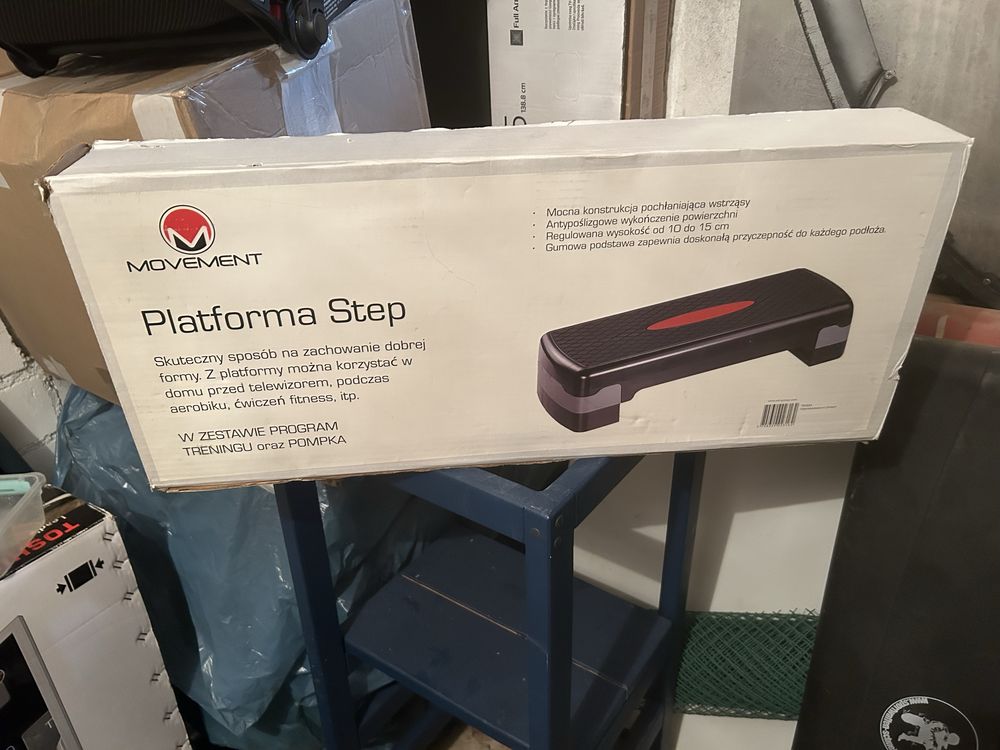 Full
138.8 cm
MOVEMENT
Platforma Step
Skuteczny sposób na zachowanie dobrej
formy. Z platformy można korzystać w
domu przed telewizorem, podczas
aerobiku, ćwiczeń fitness, itp.
W ZESTAWIE PROGRAM
TRENINGU oraz POMPKA
· Mocna konstrukcja pochłaniająca wstrząsy
· Antypoślizgowe wykończenie powierzchni
· Regulowana wysokość od 10 do 15 cm
· Gumowa podstawa zapewnia doskonałą przyczepność do każdego podłoża.